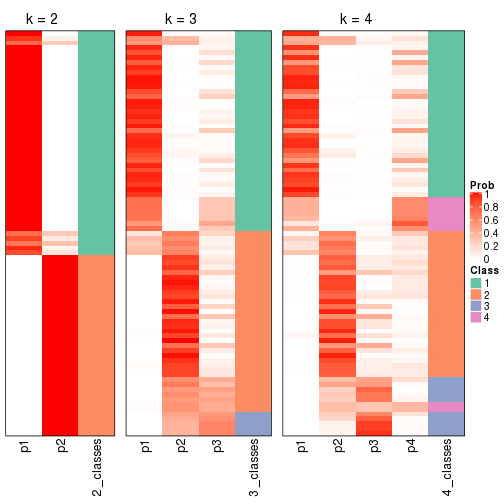 k = 2
k = 3
k = 4
p1
p2
2_classes
p1
p2
p3
3_classes
p1
p2
p3
p4
4_classes
Prob
1
0.8
0.6
0.4
0.2
0
Class
1
2
3
4